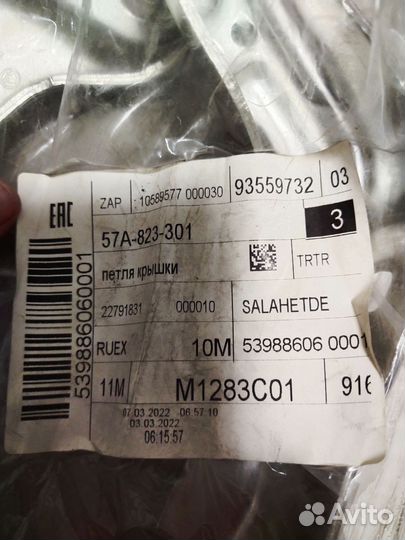 EAC
539886060001
ZAP 10589577 000030 93559732 03
57A-823-301 3
петля крышки TRTR
22791831 000010 SALAHETDE
RUEX 10M 53988606 0001
11M M1283C01 916
07.03.2022 06:57:10
03.03.2022
06:15:57
Avito